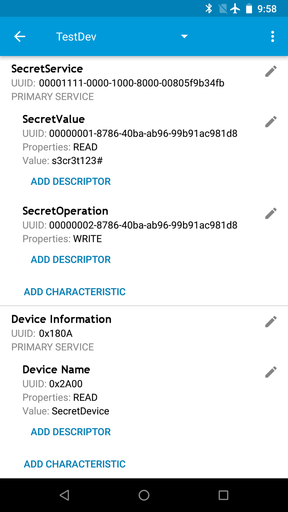 9:58
TestDev
SecretService
UUID: 00001111-0000-1000-8000-00805f9b34fb
PRIMARY SERVICE
SecretValue
UUID: 00000001-8786-40ba-ab96-99b91ac981d8
Properties: READ
Value: s3cr3t123#
ADD DESCRIPTOR
SecretOperation
UUID: 00000002-8786-40ba-ab96-99b91ac981d8
Properties: WRITE
ADD DESCRIPTOR
ADD CHARACTERISTIC
Device Information
UUID: 0x180A
PRIMARY SERVICE
Device Name
UUID: 0x2A00
Properties: READ
Value: SecretDevice
ADD DESCRIPTOR
ADD CHARACTERISTIC